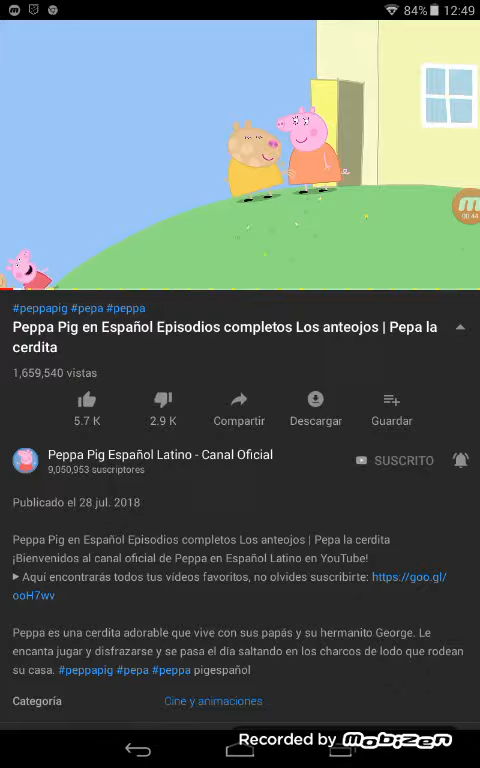 84% 12:49
00:44
#peppapig #pepa #peppa
Peppa Pig en Español Episodios completos Los anteojos | Pepa la
cerdita
1,659,540 vistas
5.7 K 2.9 K Compartir Descargar Guardar
Peppa Pig Español Latino - Canal Oficial
9,050,953 suscriptores
SUSCRITO
Publicado el 28 jul. 2018
Peppa Pig en Español Episodios completos Los anteojos | Pepa la cerdita
¡Bienvenidos al canal oficial de Peppa en Español Latino en YouTube!
▶Aquí encontrarás todos tus vídeos favoritos, no olvides suscribirte: https://goo.gl/
ooH7wv
Peppa es una cerdita adorable que vive con sus papás y su hermanito George. Le
encanta jugar y disfrazarse y se pasa el día saltando en los charcos de lodo que rodean
su casa. #peppapig #pepa #peppa pigespañol
Categoría Cine y animaciones
Recorded by Mobizen